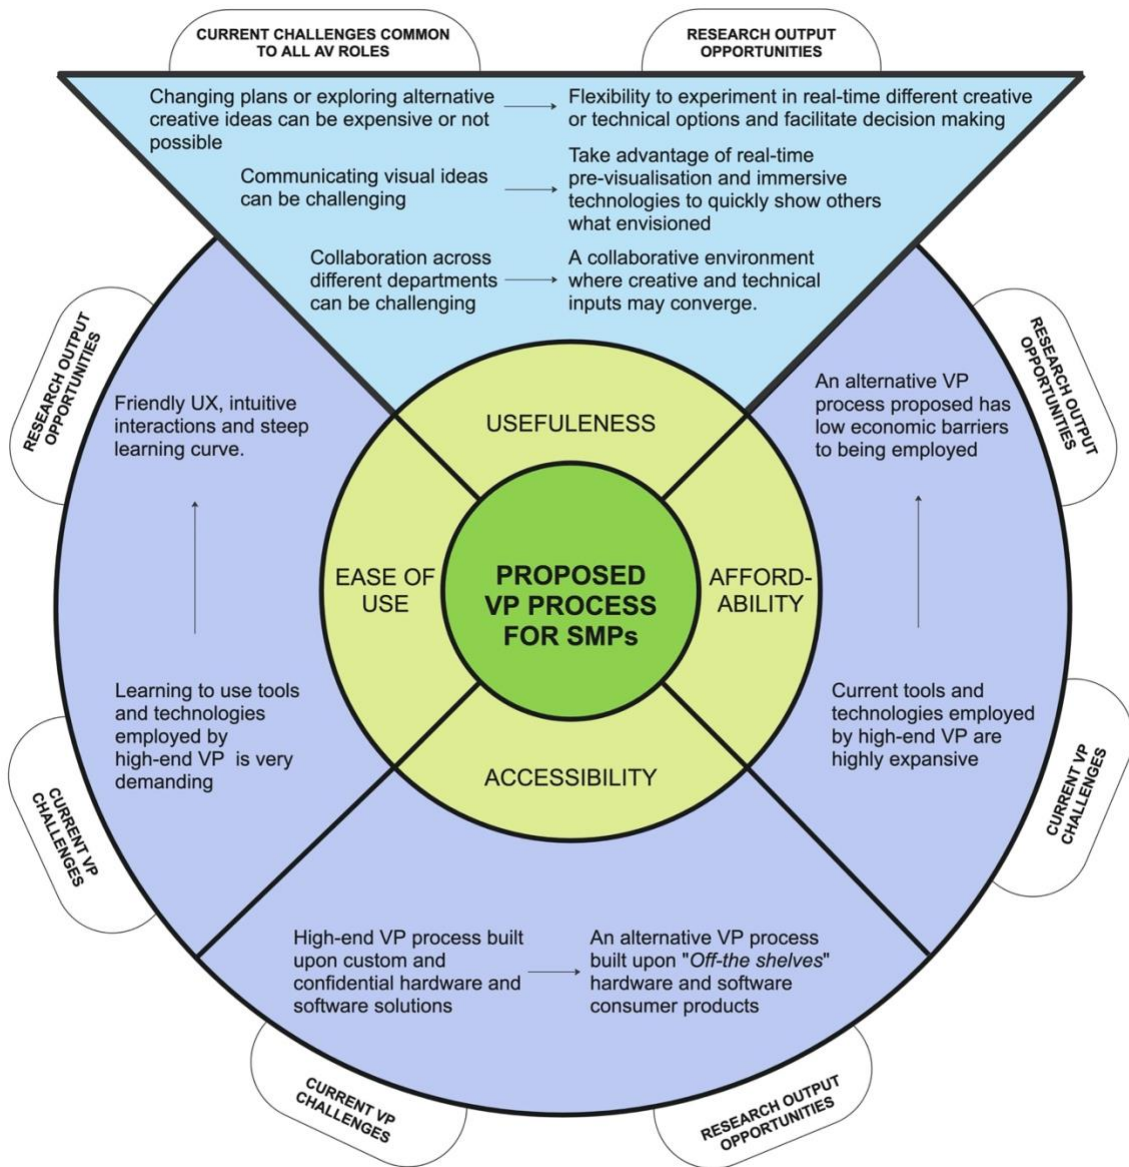 CURRENT CHALLENGES COMMON
TO ALL AV ROLES
RESEARCH OUTPUT
OPPORTUNITIES
Changing plans or exploring alternative
creative ideas can be expensive or not
possible
Flexibility to experiment in real-time different creative
or technical options and facilitate decision making
Communicating visual ideas
can be challenging
Take advantage of real-time
pre-visualisation and immersive
technologies to quickly show others
what envisioned
Collaboration across
different departments
can be challenging
A collaborative environment
where creative and technical
inputs may converge.
RESEARCH OUTPUT
OPPORTUNITIES
Friendly UX, intuitive
interactions and steep
learning curve.
Learning to use tools
and technologies
employed by
high-end VP is very
demanding
CURRENT VP
CHALLENGES
USEFULENESS
EASE OF
USE
PROPOSED
VP PROCESS
FOR SMPs
AFFORD-
ABILITY
ACCESSIBILITY
RESEARCH OUTPUT
OPPORTUNITIES
An alternative VP
process proposed has
low economic barriers
to being employed
Current tools and
technologies employed
by high-end VP are
highly expansive
CURRENT VP
CHALLENGES
High-end VP process built
upon custom and
confidential hardware and
software solutions
An alternative VP process
built upon "Off-the shelves"
hardware and software
consumer products
CURRENT VP
CHALLENGES
RESEARCH OUTPUT
OPPORTUNITIES